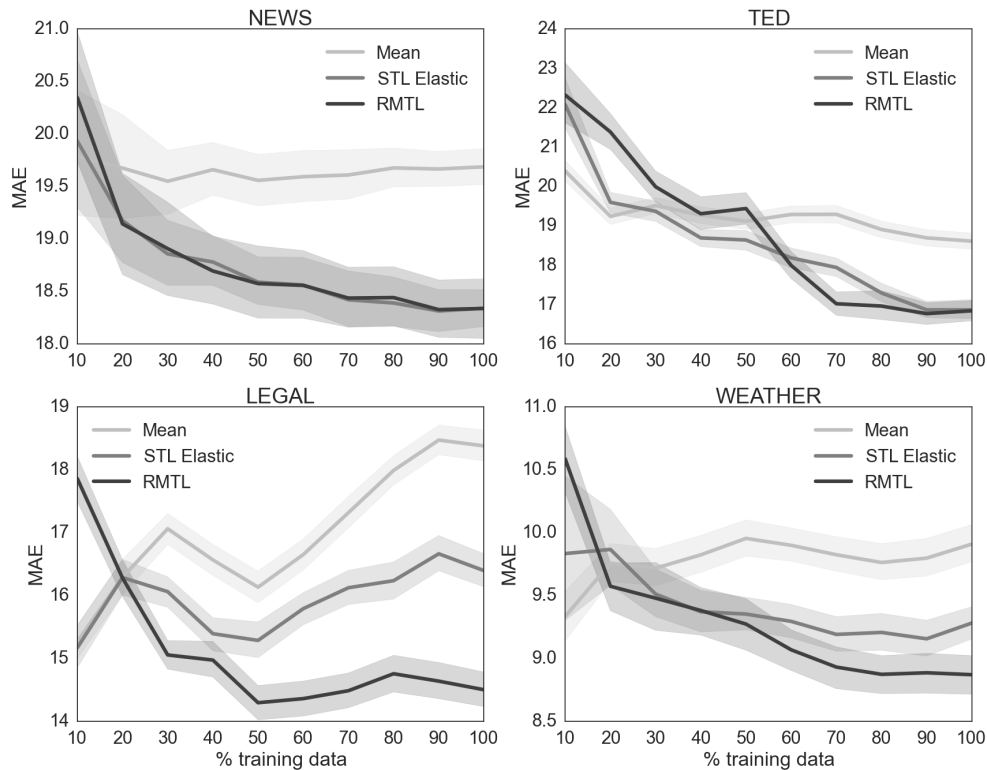 NEWS
21.0
20.5
20.0
19.5
19.0
18.5
18.0
MAE
Mean
STL Elastic
RMTL
10 20 30 40 50 60 70 80 90 100
TED
24
23
22
21
20
19
18
17
16
MAE
Mean
STL Elastic
RMTL
10 20 30 40 50 60 70 80 90 100
LEGAL
19
18
17
16
15
14
MAE
Mean
STL Elastic
RMTL
10 20 30 40 50 60 70 80 90 100
% training data
WEATHER
11.0
10.5
10.0
9.5
9.0
8.5
MAE
Mean
STL Elastic
RMTL
10 20 30 40 50 60 70 80 90 100
% training data